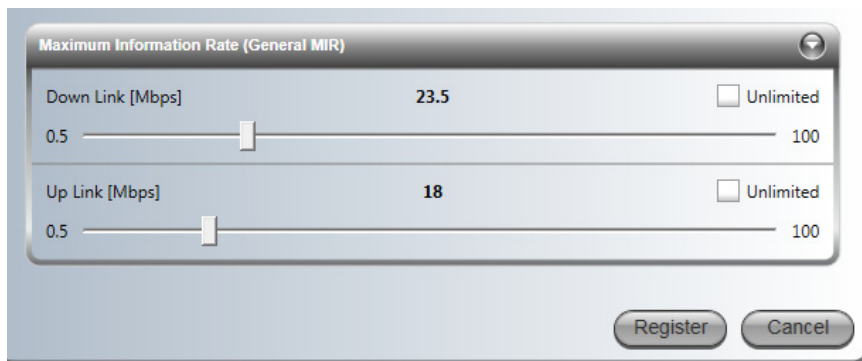 Maximum Information Rate (General MIR)
Down Link [Mbps] 23.5 Unlimited
0.5 100
Up Link [Mbps] 18 Unlimited
0.5 100
Register Cancel